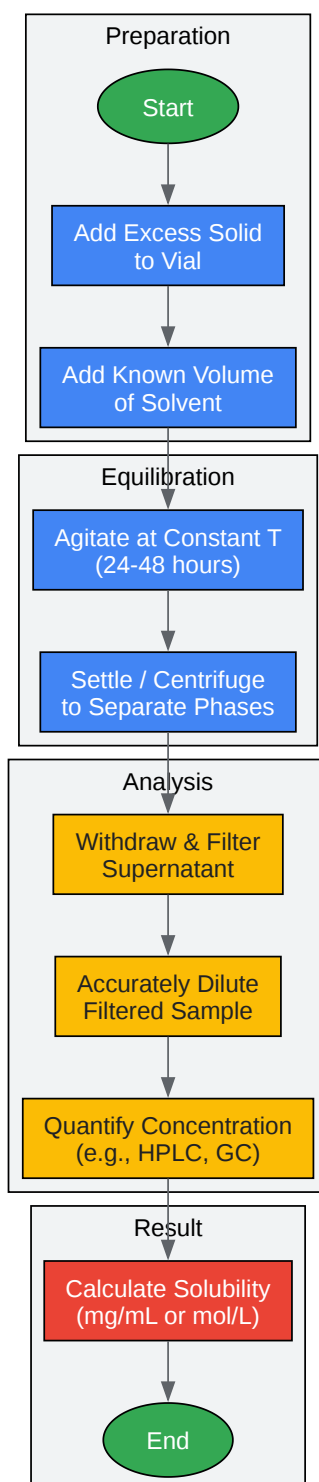 Preparation
Start
Add Excess Solid
to Vial
Add Known Volume
of Solvent
Equilibration
Agitate at Constant T
(24-48 hours)
Settle / Centrifuge
to Separate Phases
Analysis
Withdraw & Filter
Supernatant
Accurately Dilute
Filtered Sample
Quantify Concentration
(e.g., HPLC, GC)
Result
Calculate Solubility
(mg/mL or mol/L)
End